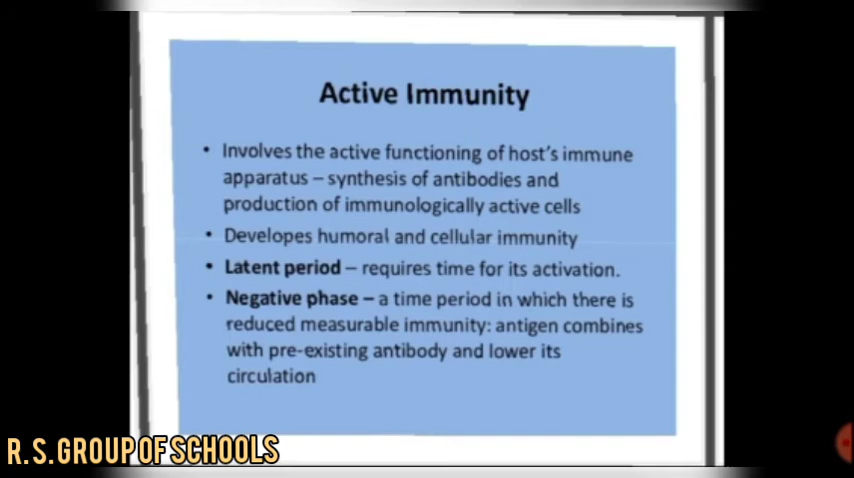 Active Immunity
• Involves the active functioning of host's immune
apparatus – synthesis of antibodies and
production of immunologically active cells
• Developes humoral and cellular immunity
• Latent period – requires time for its activation.
• Negative phase – a time period in which there is
reduced measurable immunity: antigen combines
with pre-existing antibody and lower its
circulation
R.S.GROUP OF SCHOOLS